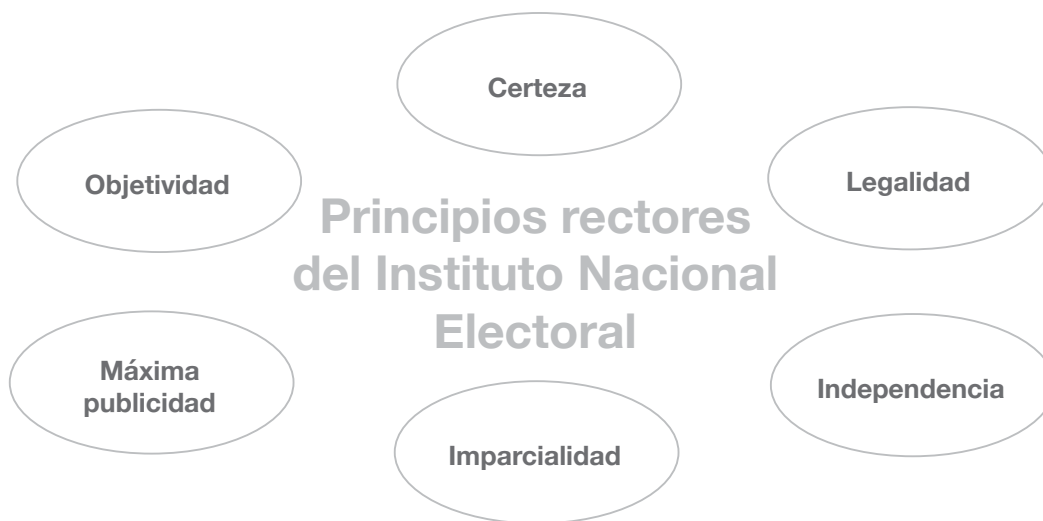 Certeza
Objetividad
Legalidad
Principios rectores
del Instituto Nacional
Electoral
Máxima
publicidad
Independencia
Imparcialidad